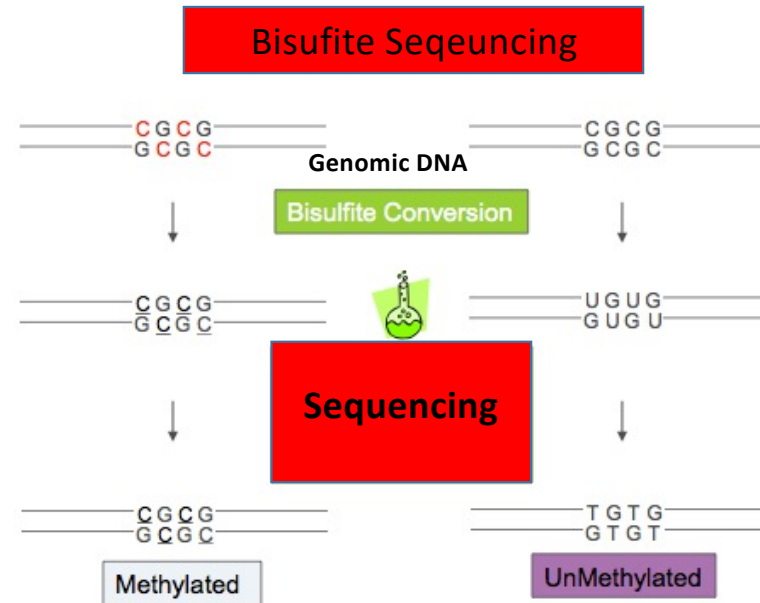 Bisufite Seqeuncing
CGCG
GCGC
CGCG
GCGC
Genomic DNA
Bisulfite Conversion
CGCG
GCGC
UGUG
GUGU
Sequencing
CGCG
GCGC
TGTG
GTGT
Methylated
UnMethylated